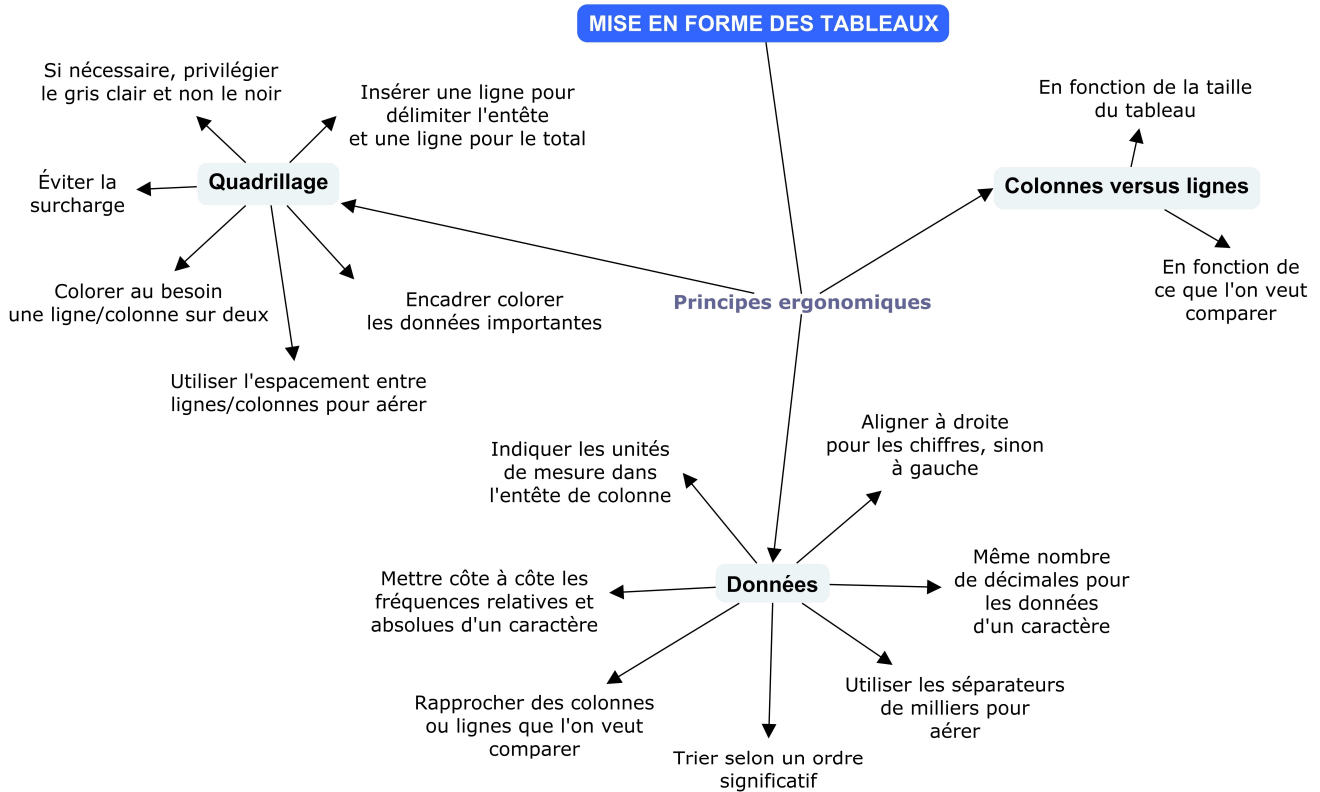 MISE EN FORME DES TABLEAUX
Si nécessaire, privilégier
le gris clair et non le noir
Insérer une ligne pour
délimiter l'entête
et une ligne pour le total
Quadrillage
Éviter la
surcharge
Colorer au besoin
une ligne/colonne sur deux
Encadrer colorer
les données importantes
Utiliser l'espacement entre
lignes/colonnes pour aérer
En fonction de la taille
du tableau
Colonnes versus lignes
En fonction de
ce que l'on veut
comparer
Principes ergonomiques
Indiquer les unités
de mesure dans
l'entête de colonne
Aligner à droite
pour les chiffres, sinon
à gauche
Données
Mettre côte à côte les
fréquences relatives et
absolues d'un caractère
Même nombre
de décimales pour
les données
d'un caractère
Rapprocher des colonnes
ou lignes que l'on veut
comparer
Utiliser les séparateurs
de milliers pour
aérer
Trier selon un ordre
significatif